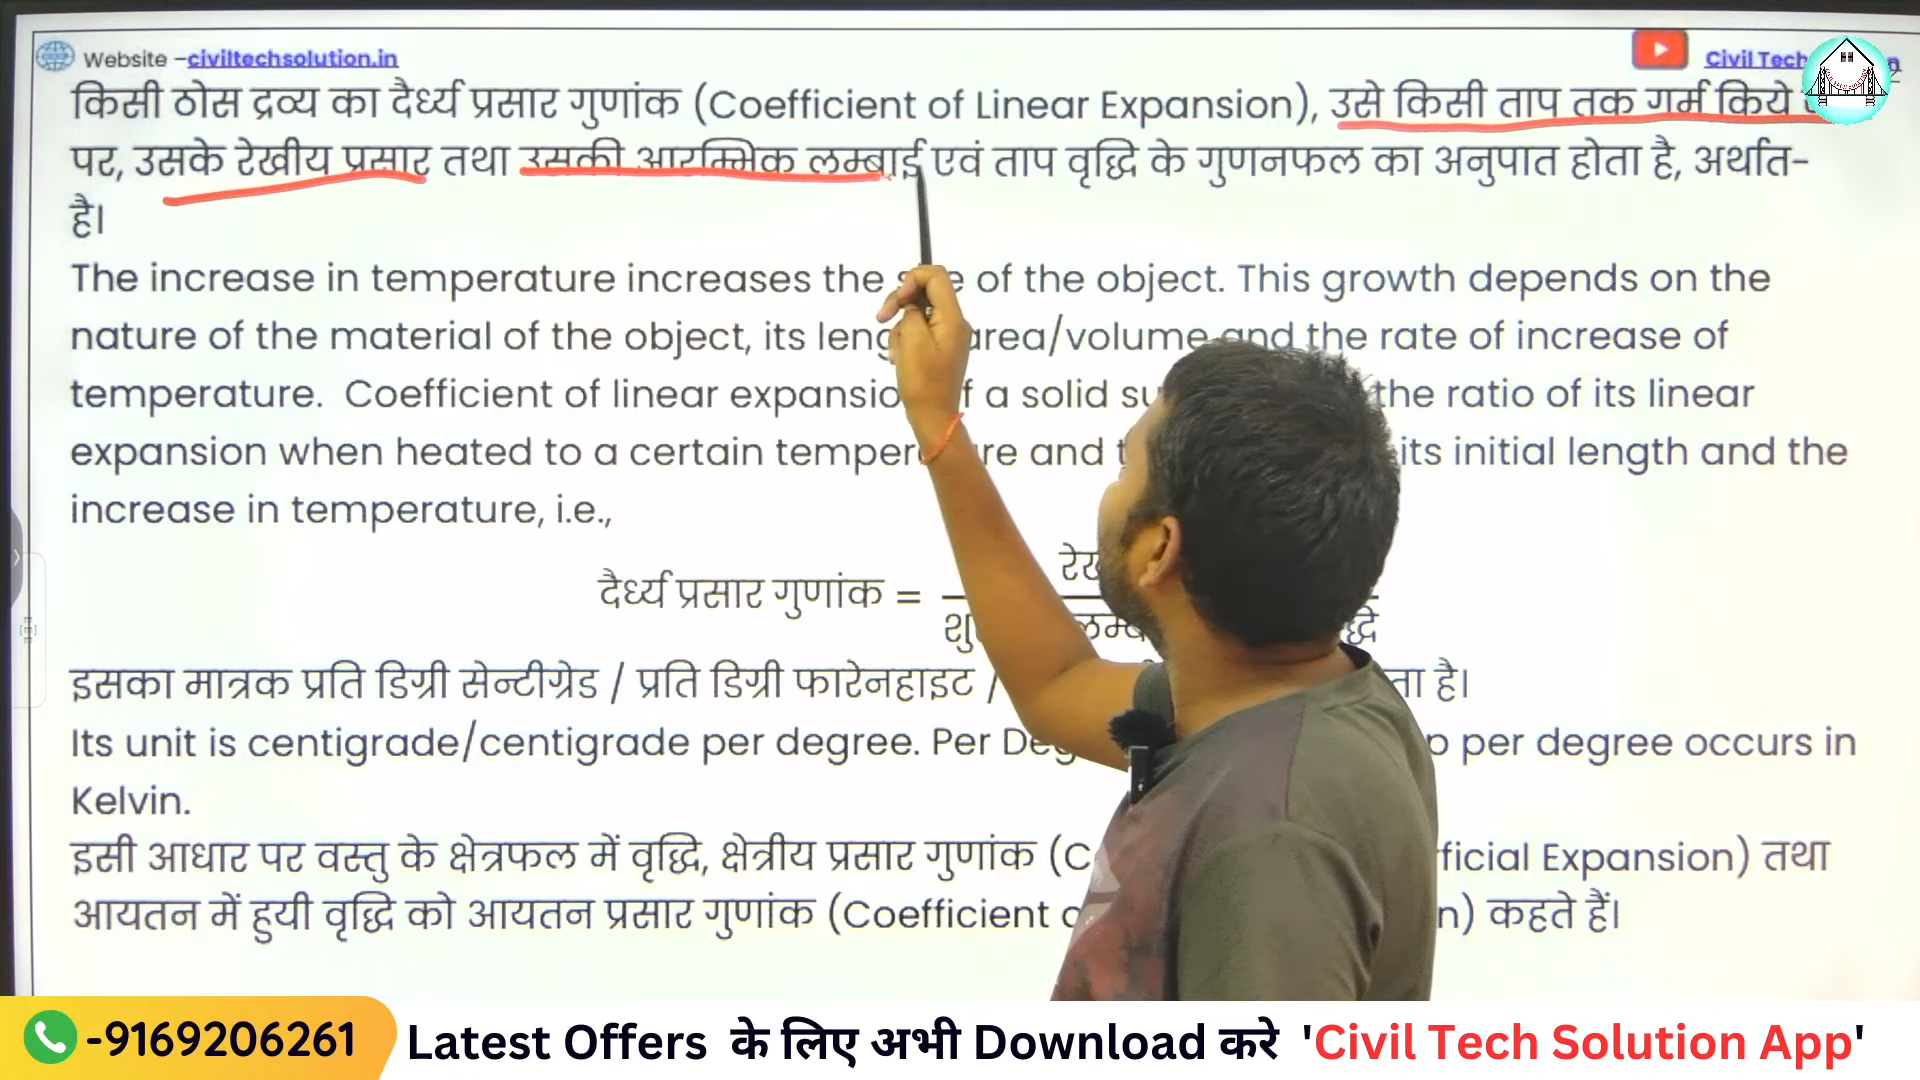 Website –civiltechsolution.in
Civil Tech
किसी ठोस द्रव्य का दैर्ध्य प्रसार गुणांक (Coefficient of Linear Expansion), उसे किसी ताप तक गर्म किये
पर, उसके रेखीय प्रसार तथा उसकी आरम्भिक लम्बाई एवं ताप वृद्धि के गुणनफल का अनुपात होता है, अर्थात-
है।
The increase in temperature increases the of the object. This growth depends on the
nature of the material of the object, its area/volume and the rate of increase of
temperature. Coefficient of linear a solid the ratio of its linear
expansion when heated to a certain and its initial length and the
increase in temperature, i.e.,
दैर्ध्य प्रसार गुणांक =
इसका मात्रक प्रति डिग्री सेन्टीग्रेड / प्रति डिग्री फारेनहाइट / है।
Its unit is centigrade/centigrade per degree. Per per degree occurs in
Kelvin.
इसी आधार पर वस्तु के क्षेत्रफल में वृद्धि, क्षेत्रीय प्रसार गुणांक Expansion) तथा
आयतन में हुयी वृद्धि को आयतन प्रसार गुणांक (Coefficient कहते हैं।
-9169206261 Latest Offers के लिए अभी Download करे 'Civil Tech Solution App'